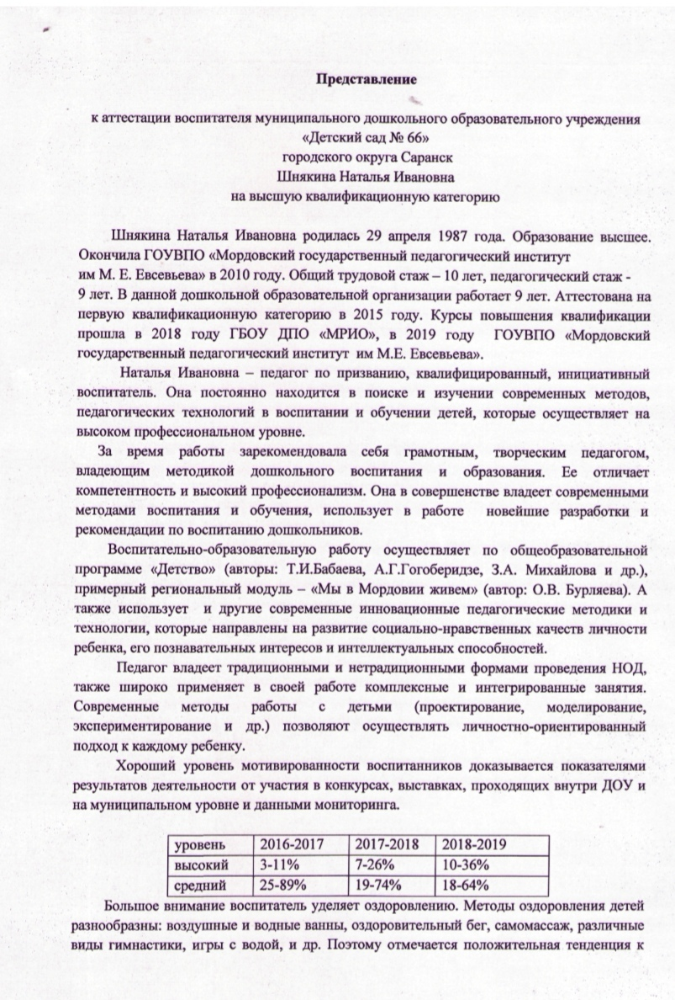 Представление
к аттестации воспитателя муниципального дошкольного образовательного учреждения
«Детский сад № 66»
городского округа Саранск
Шнякина Наталья Ивановна
на высшую квалификационную категорию
Шнякина Наталья Ивановна родилась 29 апреля 1987 года. Образование высшее.
Окончила ГОУВПО «Мордовский государственный педагогический институт
им М. Е. Евсевьева» в 2010 году. Общий трудовой стаж – 10 лет, педагогический стаж -
9 лет. В данной дошкольной образовательной организации работает 9 лет. Аттестована на
первую квалификационную категорию в 2015 году. Курсы повышения квалификации
прошла в 2018 году ГБОУ ДПО «МРИО», в 2019 году ГОУВПО «Мордовский
государственный педагогический институт им М.Е. Евсевьева».
Наталья Ивановна – педагог по призванию, квалифицированный, инициативный
воспитатель. Она постоянно находится в поиске и изучении современных методов,
педагогических технологий в воспитании и обучении детей, которые осуществляет на
высоком профессиональном уровне.
За время работы зарекомендовала себя грамотным, творческим педагогом,
владеющим методикой дошкольного воспитания и образования. Ее отличает
компетентность и высокий профессионализм. Она в совершенстве владеет современными
методами воспитания и обучения, использует в работе новейшие разработки и
рекомендации по воспитанию дошкольников.
Воспитательно-образовательную работу осуществляет по общеобразовательной
программе «Детство» (авторы: Т.И.Бабаева, А.Г.Гогоберидзе, З.А. Михайлова и др.),
примерный региональный модуль – «Мы в Мордовии живем» (автор: О.В. Бурляева). А
также использует и другие современные инновационные педагогические методики и
технологии, которые направлены на развитие социально-нравственных качеств личности
ребенка, его познавательных интересов и интеллектуальных способностей.
Педагог владеет традиционными и нетрадиционными формами проведения НОД,
также широко применяет в своей работе комплексные и интегрированные занятия.
Современные методы работы с детьми (проектирование, моделирование,
экспериментирование и др.) позволяют осуществлять личностно-ориентированный
подход к каждому ребенку.
Хороший уровень мотивированности воспитанников доказывается показателями
результатов деятельности от участия в конкурсах, выставках, проходящих внутри ДОУ и
на муниципальном уровне и данными мониторинга.
уровень 2016-2017 2017-2018 2018-2019
высокий 3-11% 7-26% 10-36%
средний 25-89% 19-74% 18-64%
Большое внимание воспитатель уделяет оздоровлению. Методы оздоровления детей
разнообразны: воздушные и водные ванны, оздоровительный бег, самомассаж, различные
виды гимнастики, игры с водой, и др. Поэтому отмечается положительная тенденция к